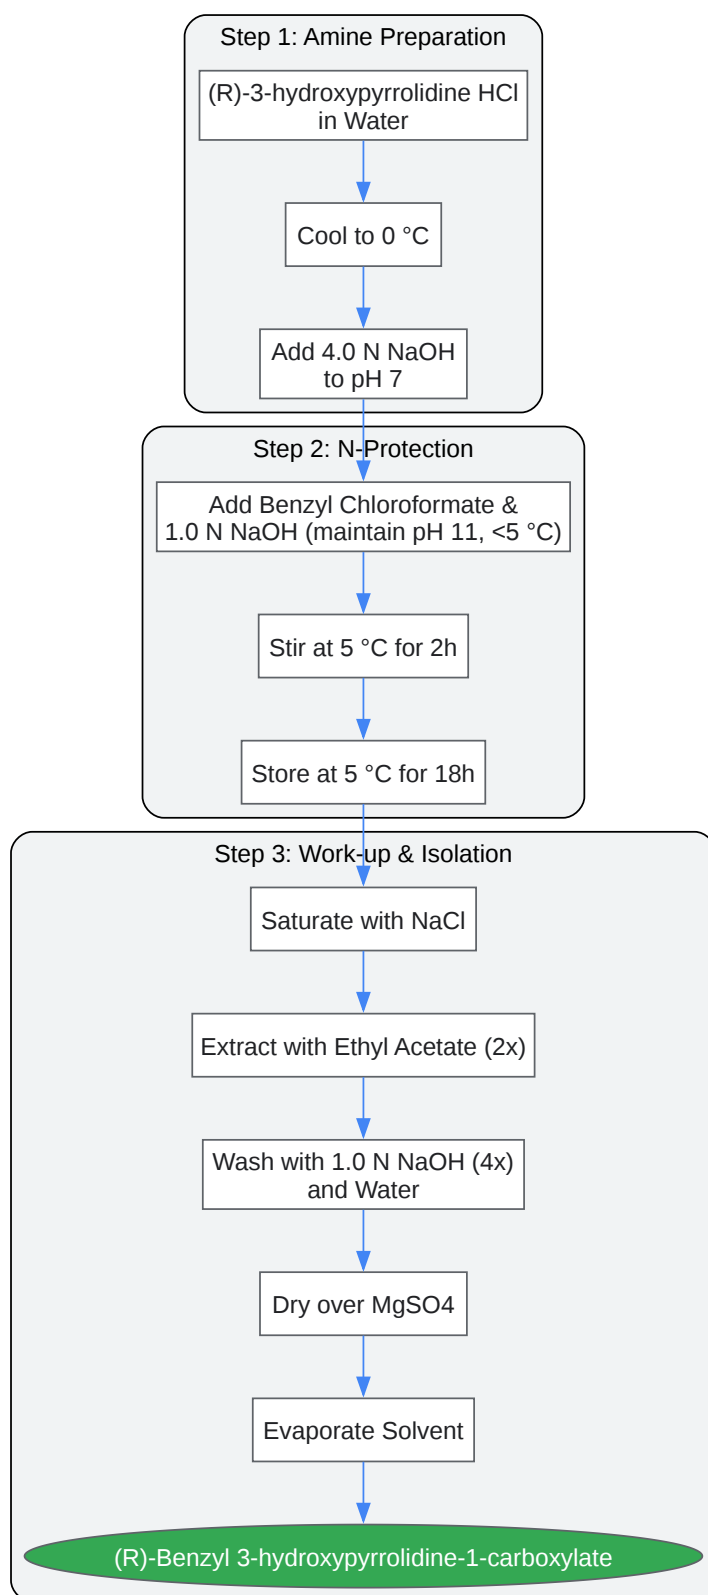 Step 1: Amine Preparation
(R)-3-hydroxypyrrolidine HCl
in Water
Cool to 0 °C
Add 4.0 N NaOH
to pH 7
Step 2: N-Protection
Add Benzyl Chloroformate &
1.0 N NaOH (maintain pH 11, <5 °C)
Stir at 5 °C for 2h
Store at 5 °C for 18h
Step 3: Work-up & Isolation
Saturate with NaCl
Extract with Ethyl Acetate (2x)
Wash with 1.0 N NaOH (4x)
and Water
Dry over MgSO4
Evaporate Solvent
(R)-Benzyl 3-hydroxypyrrolidine-1-carboxylate